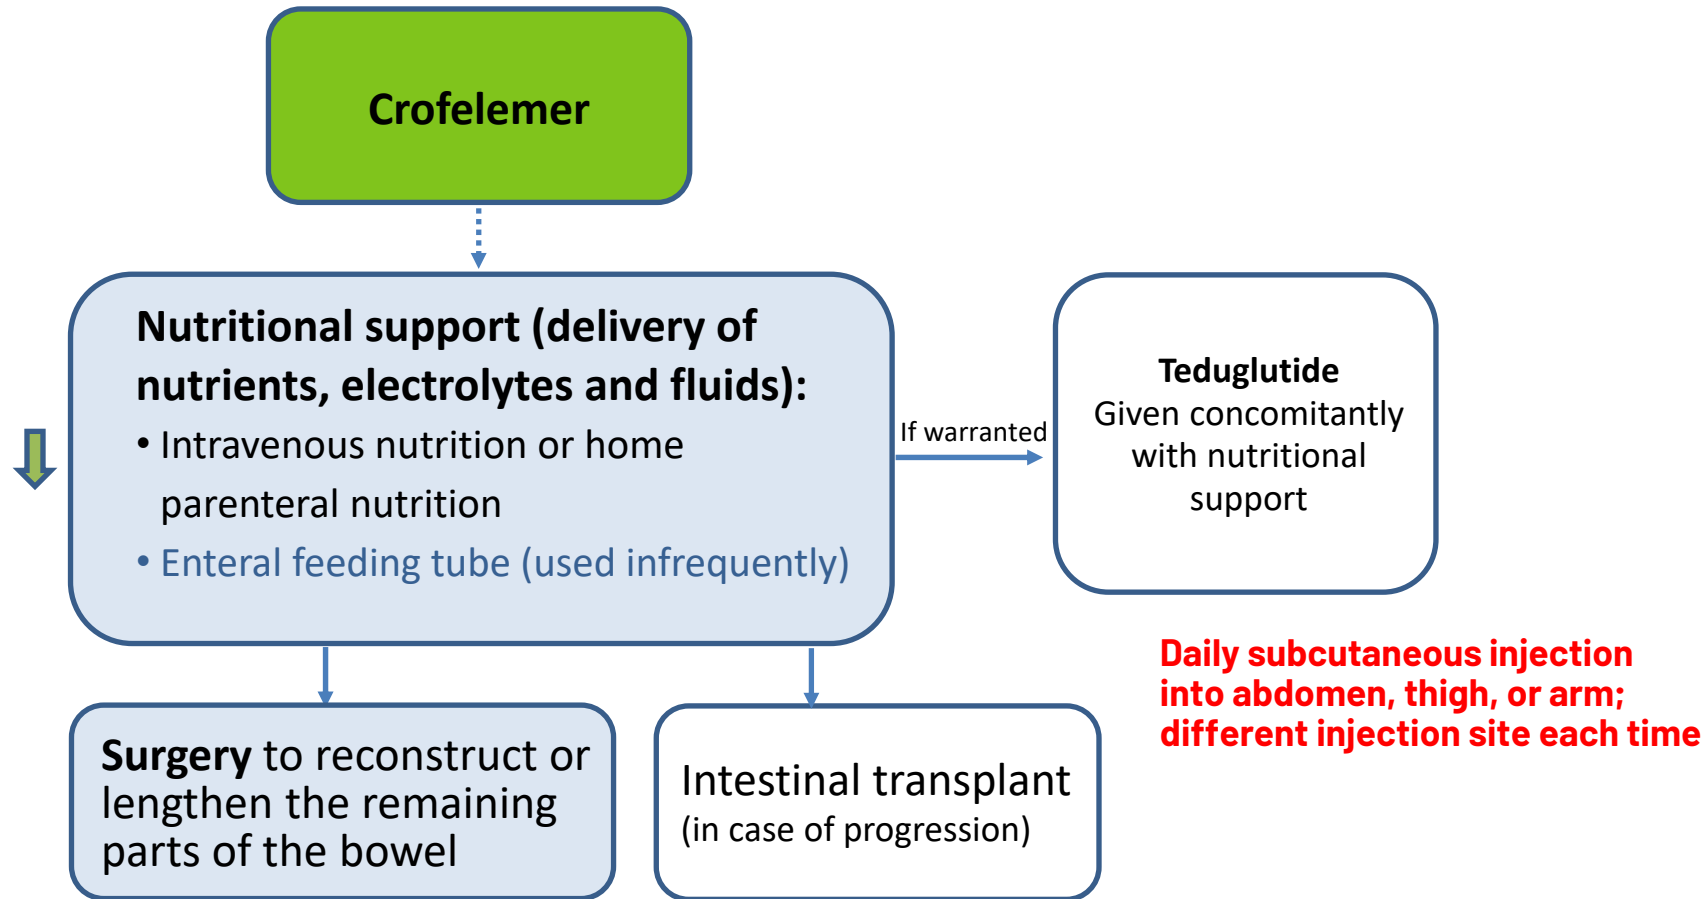 Crofelemer
Nutritional support (delivery of
nutrients, electrolytes and fluids):
• Intravenous nutrition or home
parenteral nutrition
• Enteral feeding tube (used infrequently)
If warranted
Teduglutide
Given concomitantly
with nutritional
support
Daily subcutaneous injection
into abdomen, thigh, or arm;
different injection site each time
Surgery to reconstruct or
lengthen the remaining
parts of the bowel
Intestinal transplant
(in case of progression)